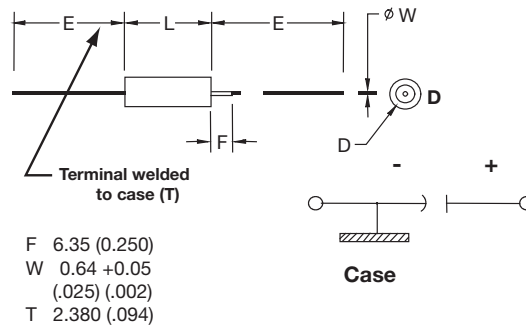 E L E ϕ W
D
F
D
Terminal welded
to case (T)
- +
Case
F 6.35 (0.250)
W 0.64 +0.05
(.025) (.002)
T 2.380 (.094)